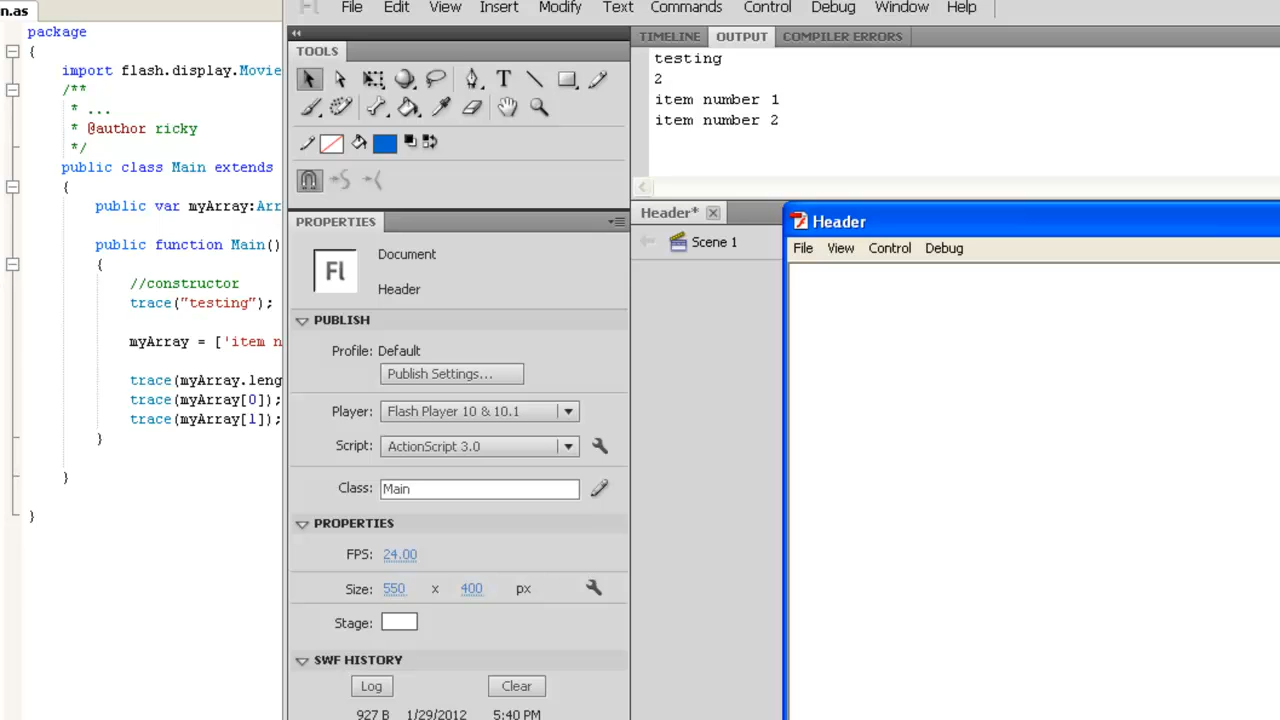 n.as
package
{
import flash.display.Movie
/**
* ...
* @author ricky
*/
public class Main extends
{
public var myArray:Arr
public function Main()
{
//constructor
trace("testing");
myArray = ['item n
trace(myArray.leng
trace(myArray[0]);
trace(myArray[1]);
}
}
}
File Edit View Insert Modify Text Commands Control Debug Window Help
TOOLS
T
PROPERTIES
Fl
Document
Header
PUBLISH
Profile: Default
Publish Settings...
Player: Flash Player 10 & 10.1
Script: ActionScript 3.0
Class: Main
PROPERTIES
FPS: 24.00
Size: 550 x 400 px
Stage:
SWF HISTORY
Log Clear
927 B 1/29/2012 5:40 PM
TIMELINE OUTPUT COMPILER ERRORS
testing
2
item number 1
item number 2
Header*
Scene 1
Header
File View Control Debug